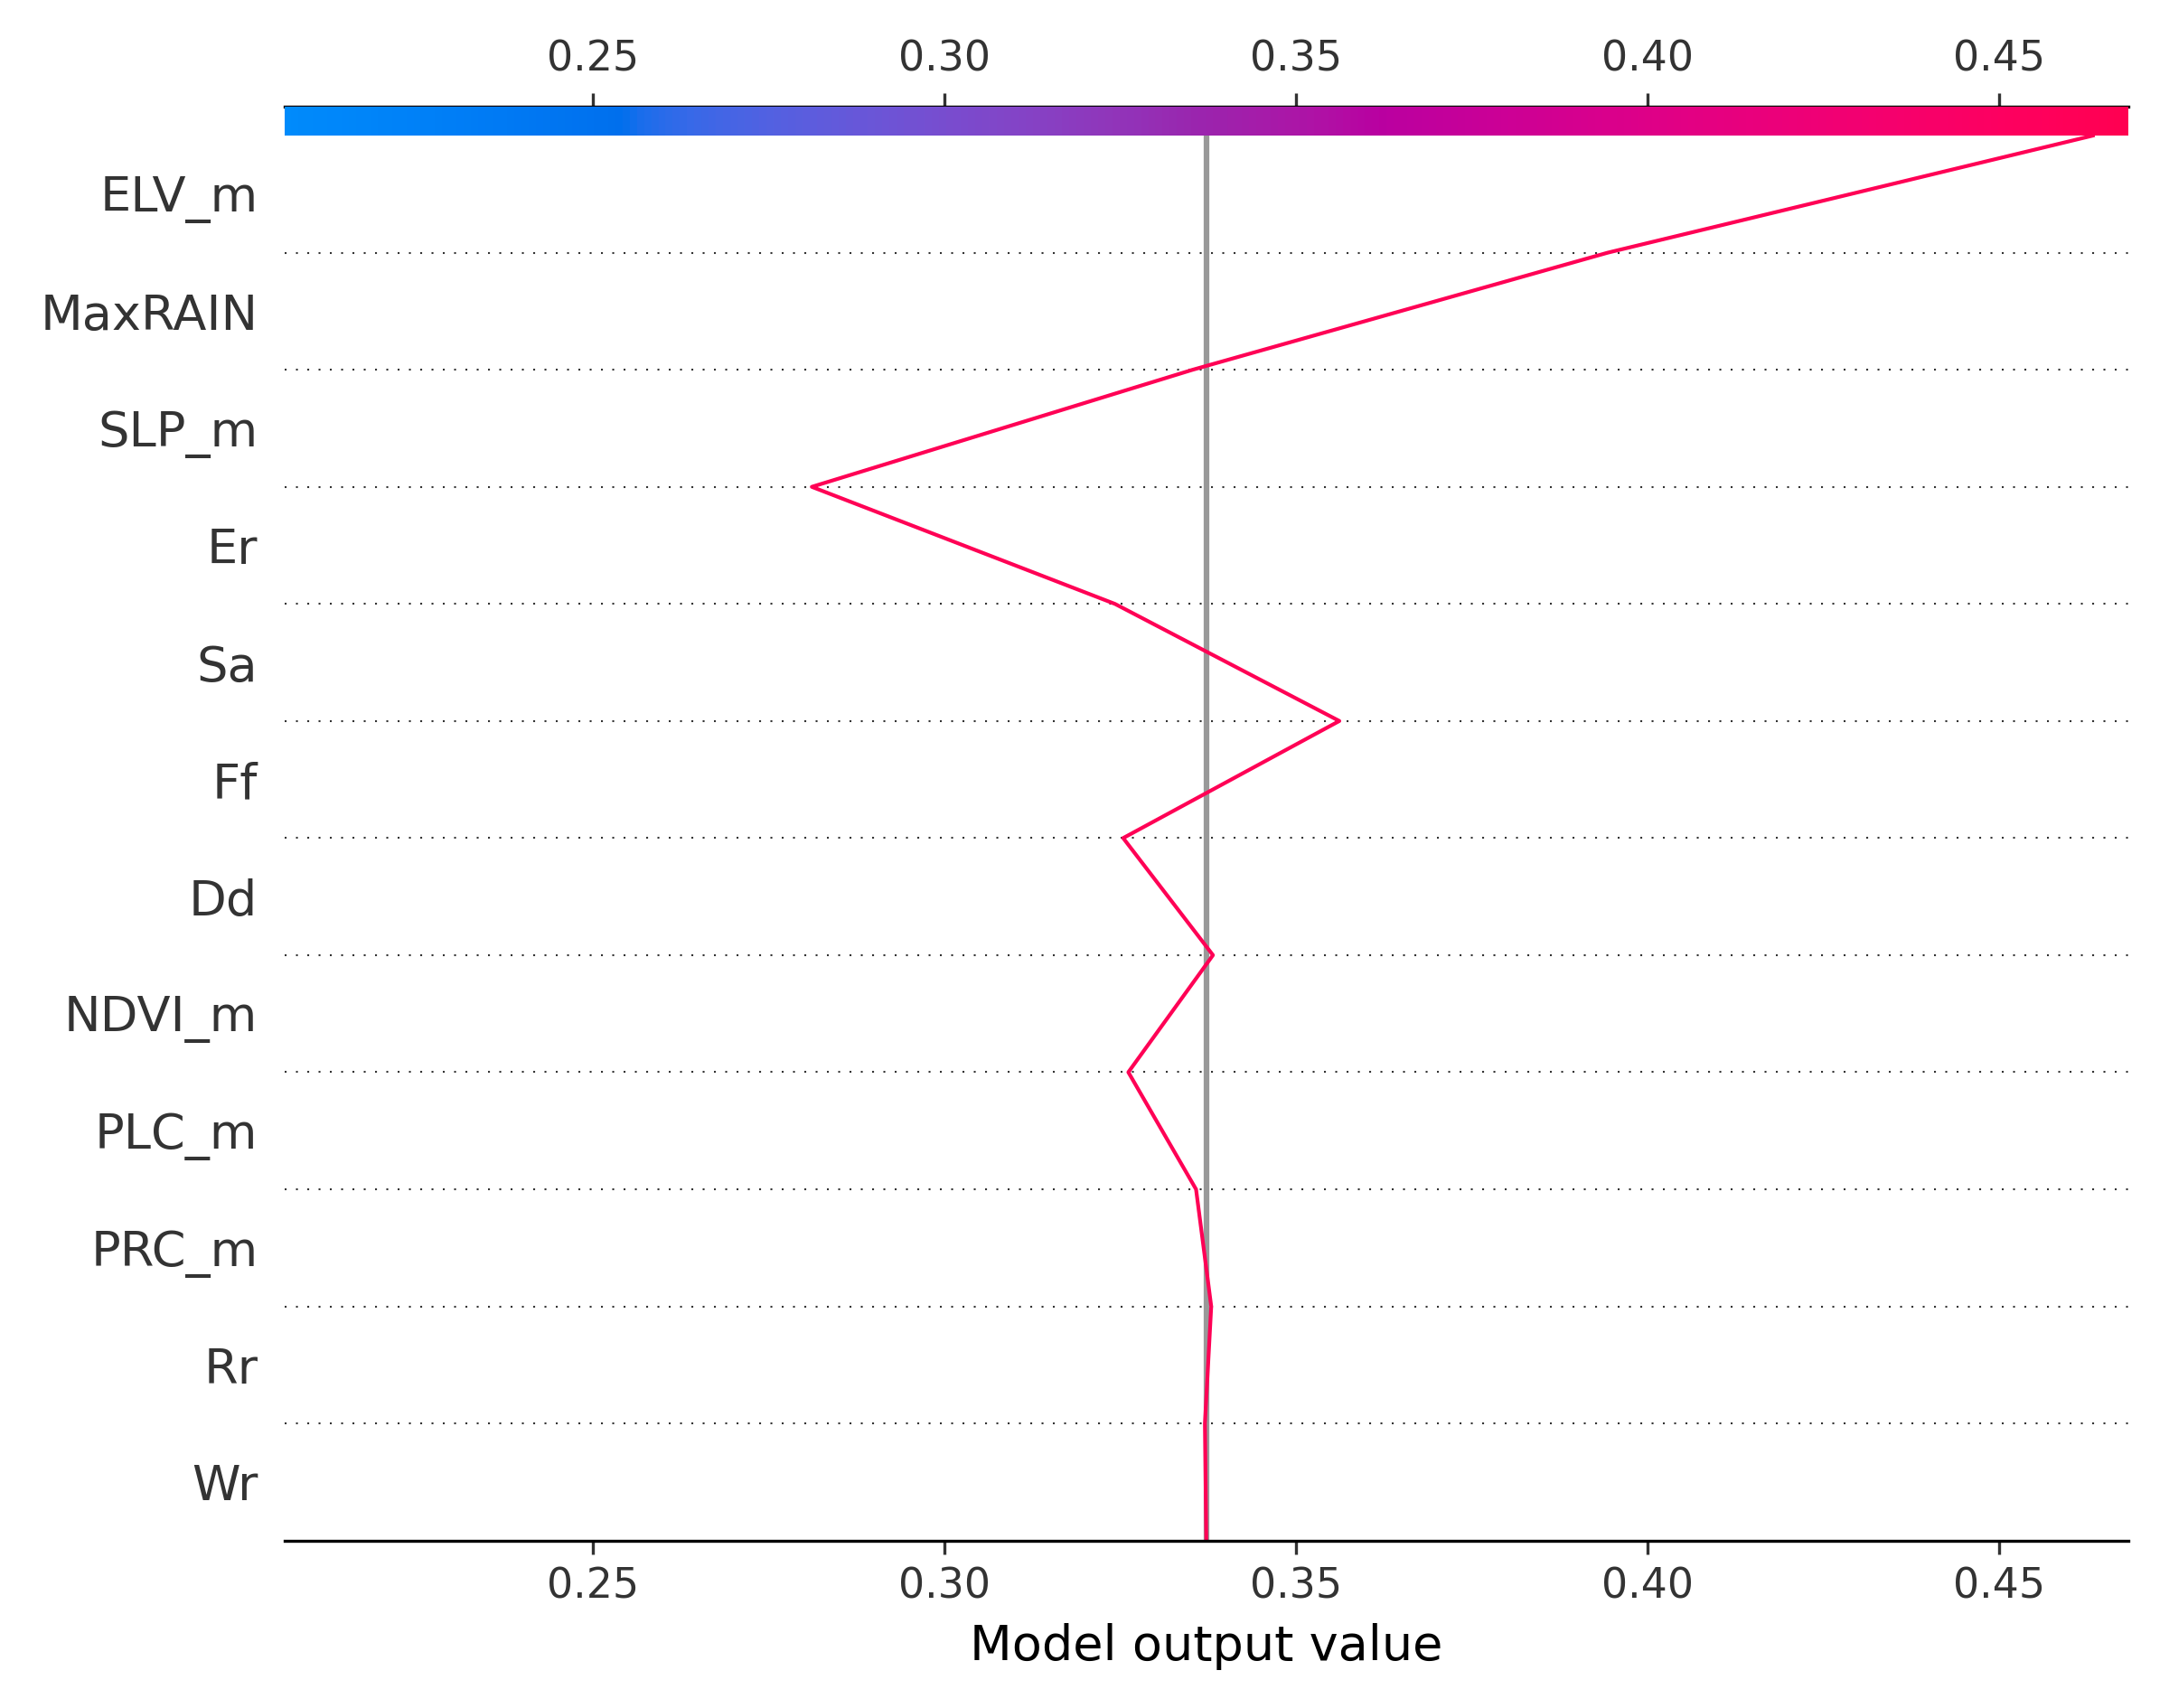 0.25 0.30 0.35 0.40 0.45
ELV_m
MaxRAIN
SLP_m
Er
Sa
Ff
Dd
NDVI_m
PLC_m
PRC_m
Rr
Wr
0.25 0.30 0.35 0.40 0.45
Model output value